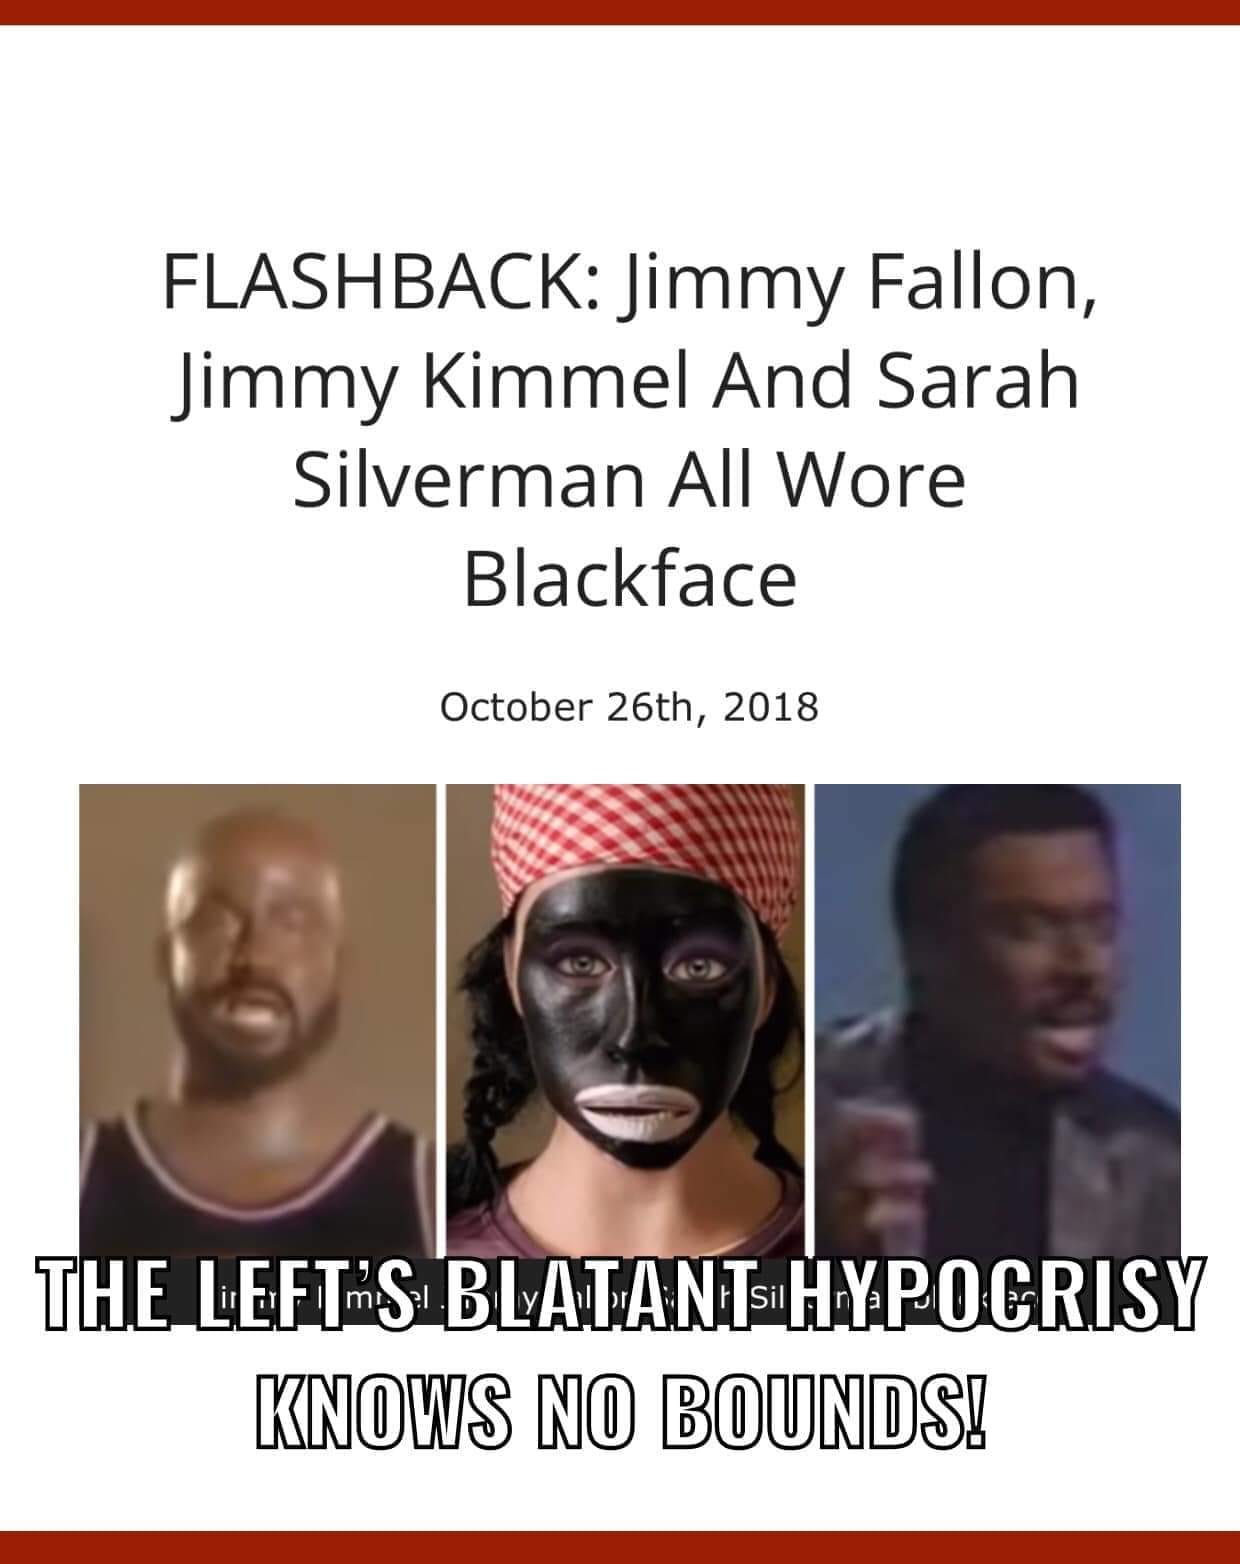 FLASHBACK: Jimmy Fallon,
Jimmy Kimmel And Sarah
Silverman All Wore
Blackface
October 26th, 2018
THE LEFT'S BLATANT HYPOCRISY
KNOWS NO BOUNDS!